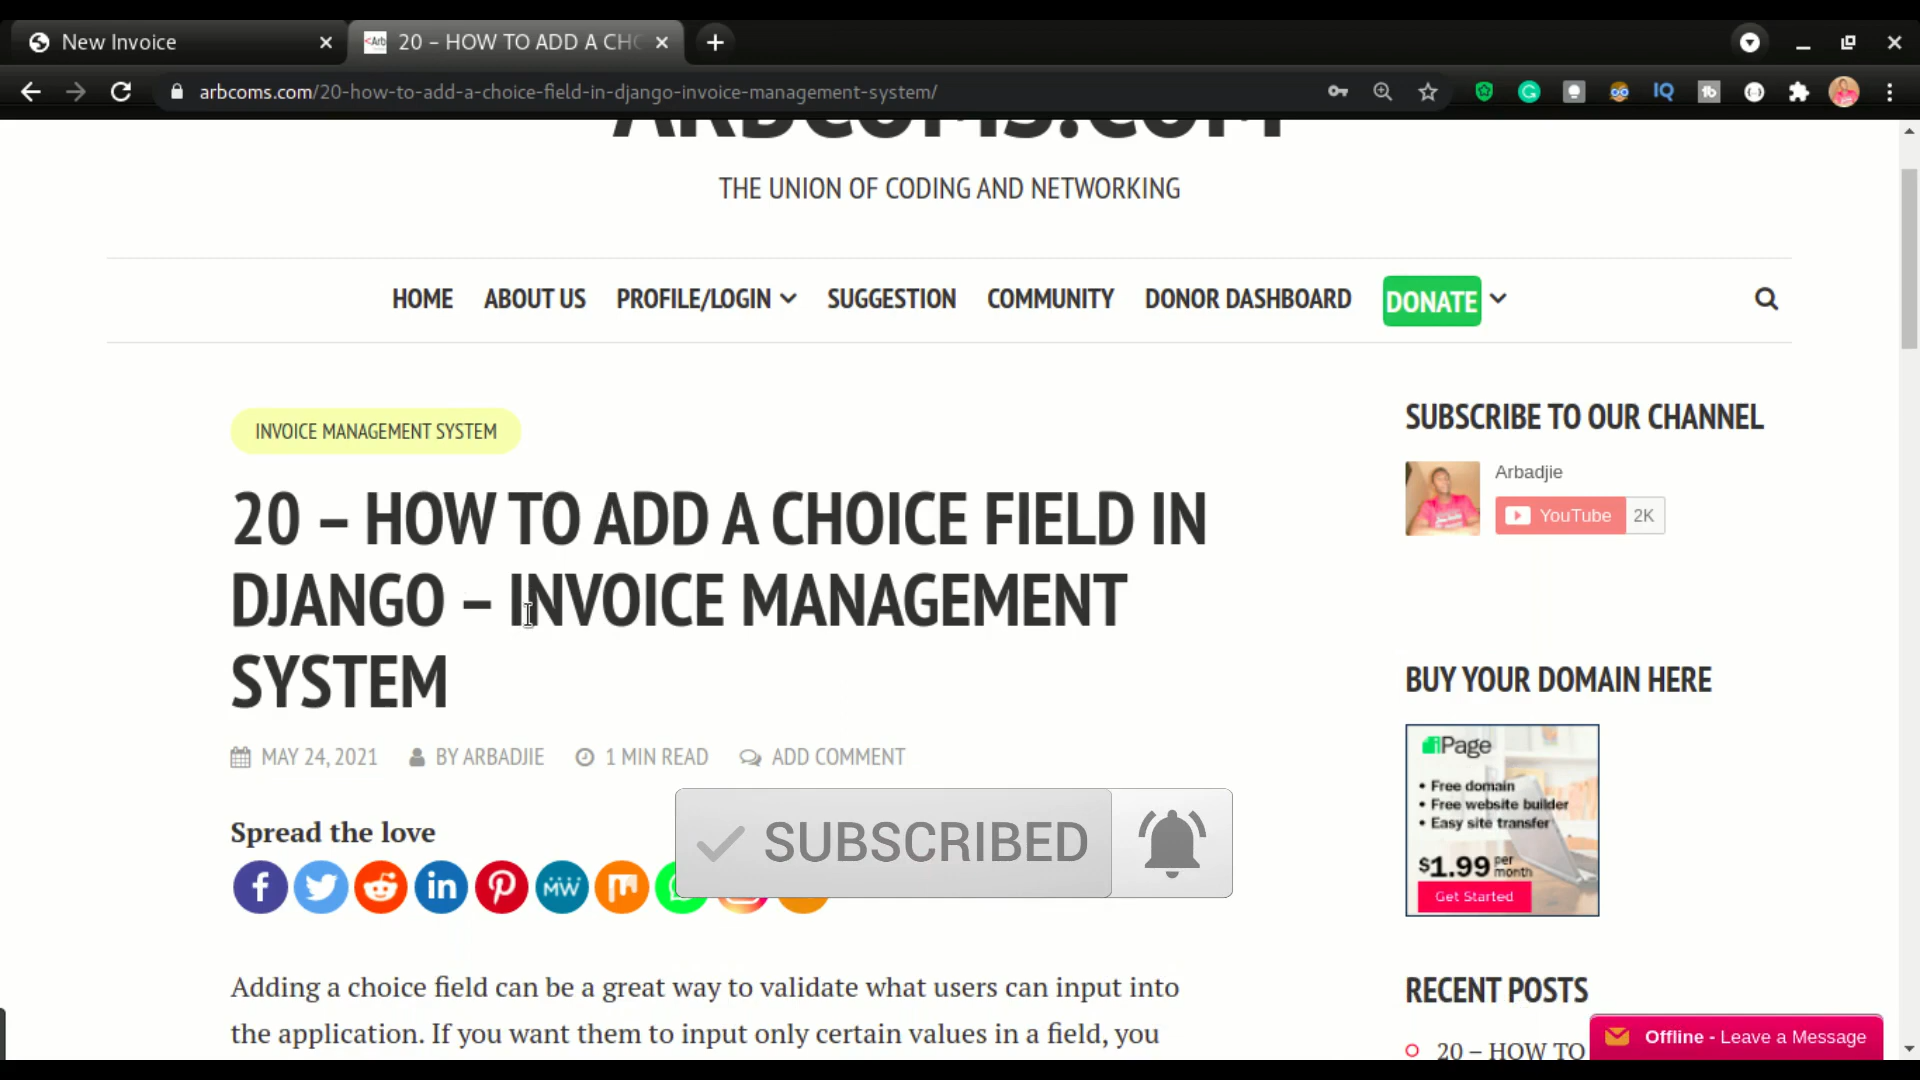 New Invoice
<Arb
20 – HOW TO ADD A CHO
arbcoms.com/20-how-to-add-a-choice-field-in-django-invoice-management-system/
IQ
ARBCOMS.COM
THE UNION OF CODING AND NETWORKING
HOME
ABOUT US
PROFILE/LOGIN
SUGGESTION
COMMUNITY
DONOR DASHBOARD
DONATE
INVOICE MANAGEMENT SYSTEM
20 – HOW TO ADD A CHOICE FIELD IN
DJANGO – INVOICE MANAGEMENT
SYSTEM
MAY 24, 2021
BY ARBADJIE
1 MIN READ
ADD COMMENT
Spread the love
SUBSCRIBED
Adding a choice field can be a great way to validate what users can input into
the application. If you want them to input only certain values in a field, you
SUBSCRIBE TO OUR CHANNEL
Arbadjie
YouTube 2K
BUY YOUR DOMAIN HERE
iPage
• Free domain
• Free website builder
• Easy site transfer
$1.99 per month
Get Started
RECENT POSTS
20 – HOW TO
Offline - Leave a Message